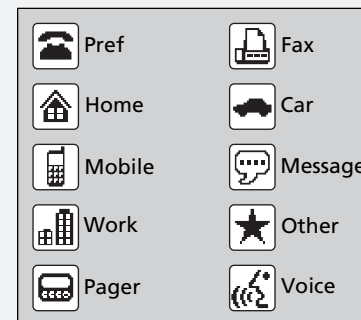 Pref
Home
Mobile
Work
Pager
Fax
Car
Message
Other
Voice